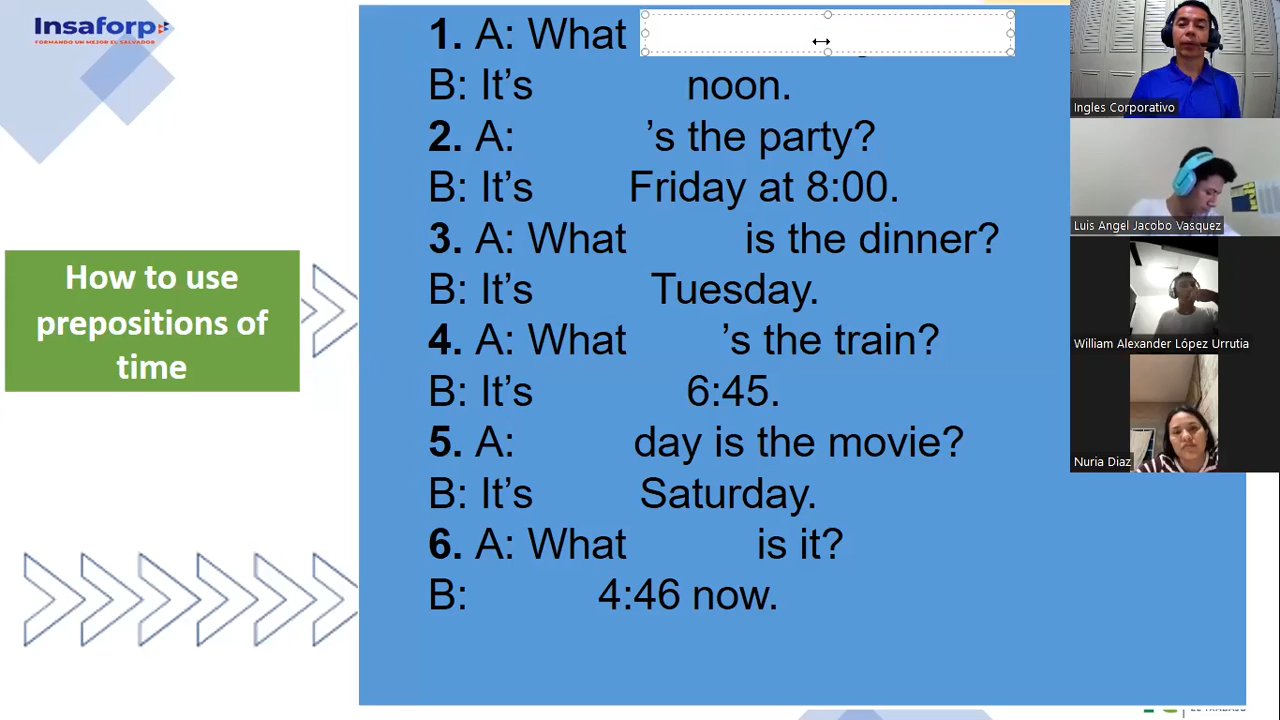 Insaforp
FORMANDO UN MEJOR EL SALVADOR
How to use
prepositions of
time
1. A: What
B: It's noon.
2. A: 's the party?
B: It's Friday at 8:00.
3. A: What is the dinner?
B: It's Tuesday.
4. A: What 's the train?
B: It's 6:45.
5. A: day is the movie?
B: It's Saturday.
6. A: What is it?
B: 4:46 now.
Ingles Corporativo
Luis Angel Jacobo Vasquez
William Alexander López Urrutia
Nuria Diaz